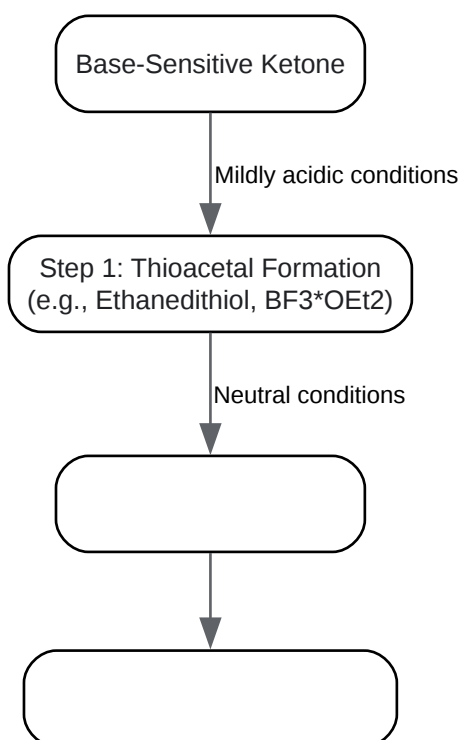 Base-Sensitive Ketone
Mildly acidic conditions
Step 1: Thioacetal Formation
(e.g., Ethanedithiol, BF3*OEt2)
Neutral conditions